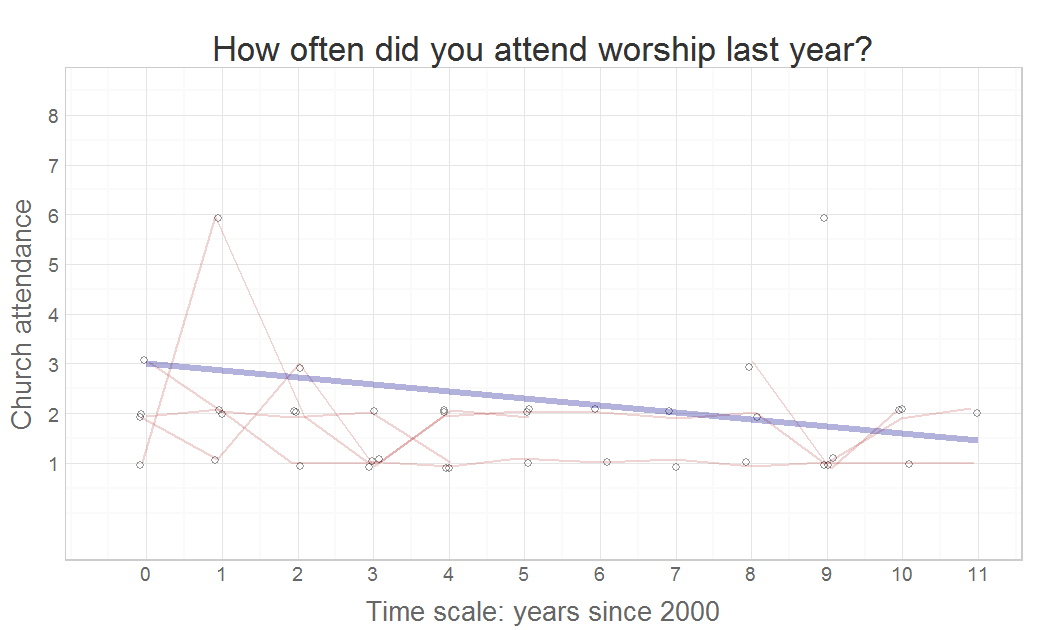 How often did you attend worship last year?
Church attendance
8
7
6
5
4
3
2
1
0 1 2 3 4 5 6 7 8 9 10 11
Time scale: years since 2000